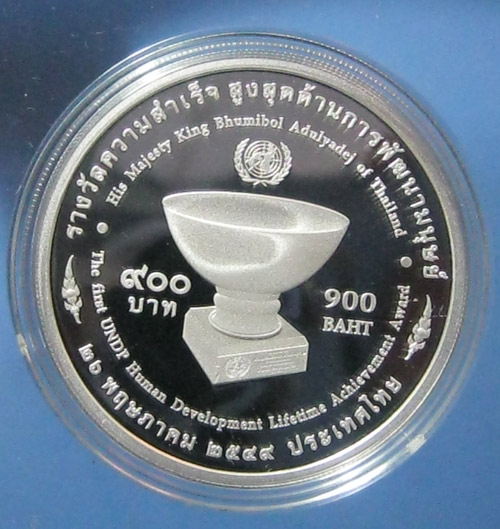 รางวัลความสำเร็จ สูงสุดด้านการพัฒนามนุษย์
His Majesty King Bhumibol Adulyadej of Thailand
๙๐๐
บาท
900
BAHT
The first UNDP Human Development Lifetime Achievement Award
๒๖ พฤษภาคม ๒๕๔๙ ประเทศไทย